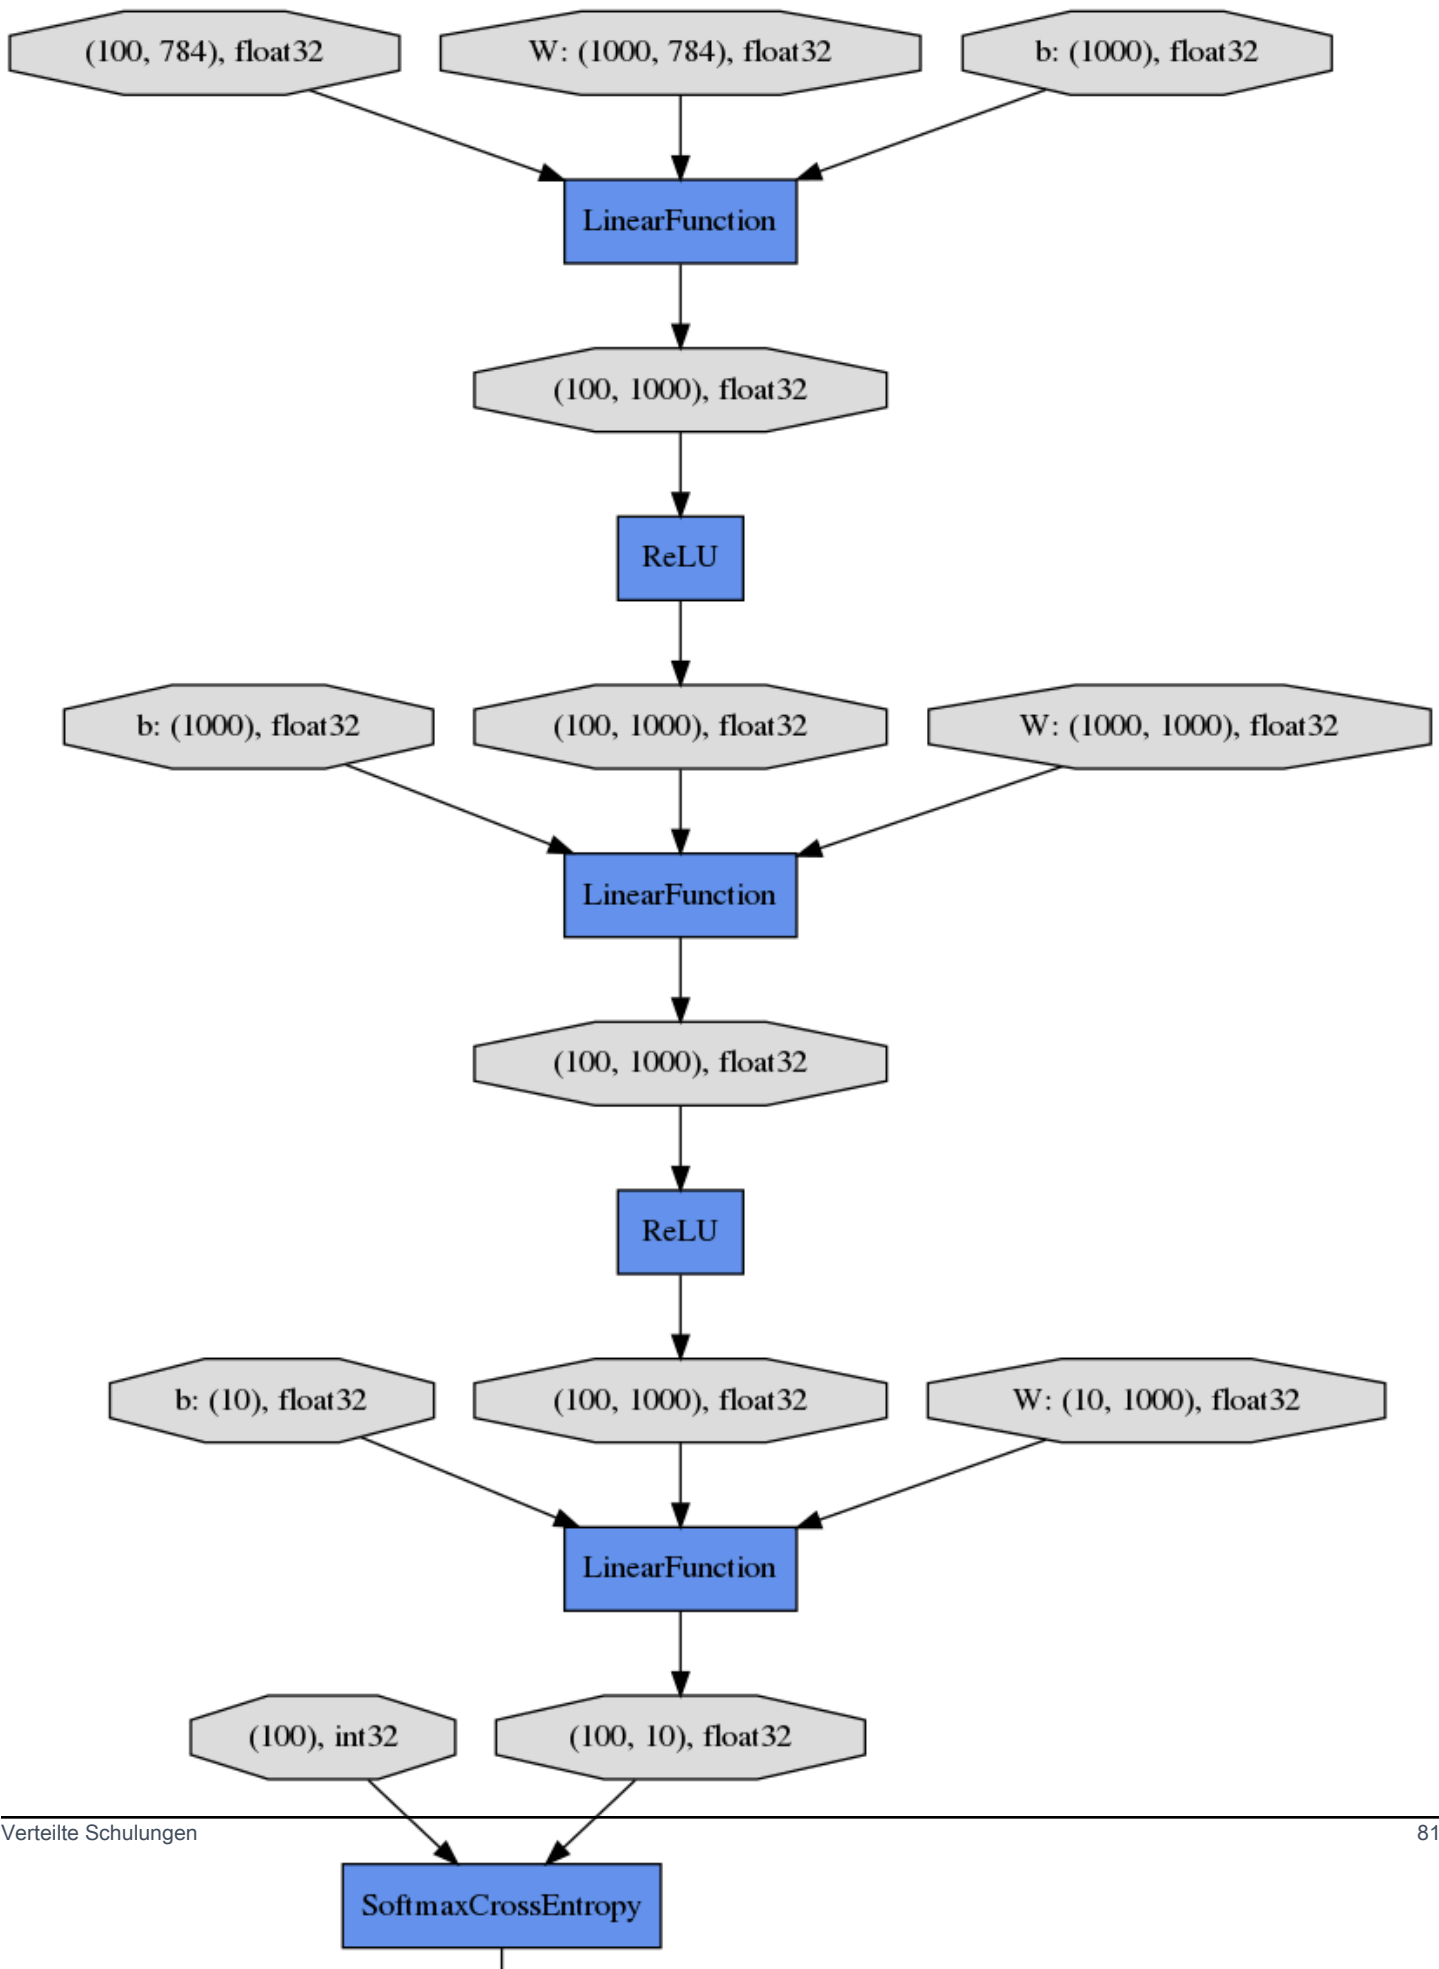 (100, 784), float32
W: (1000, 784), float32
b: (1000), float32
LinearFunction
(100, 1000), float32
ReLU
b: (1000), float32
(100, 1000), float32
W: (1000, 1000), float32
LinearFunction
(100, 1000), float32
ReLU
b: (10), float32
(100, 1000), float32
W: (10, 1000), float32
LinearFunction
(100), int32
(100, 10), float32
Verteilte Schulungen
81
SoftmaxCrossEntropy